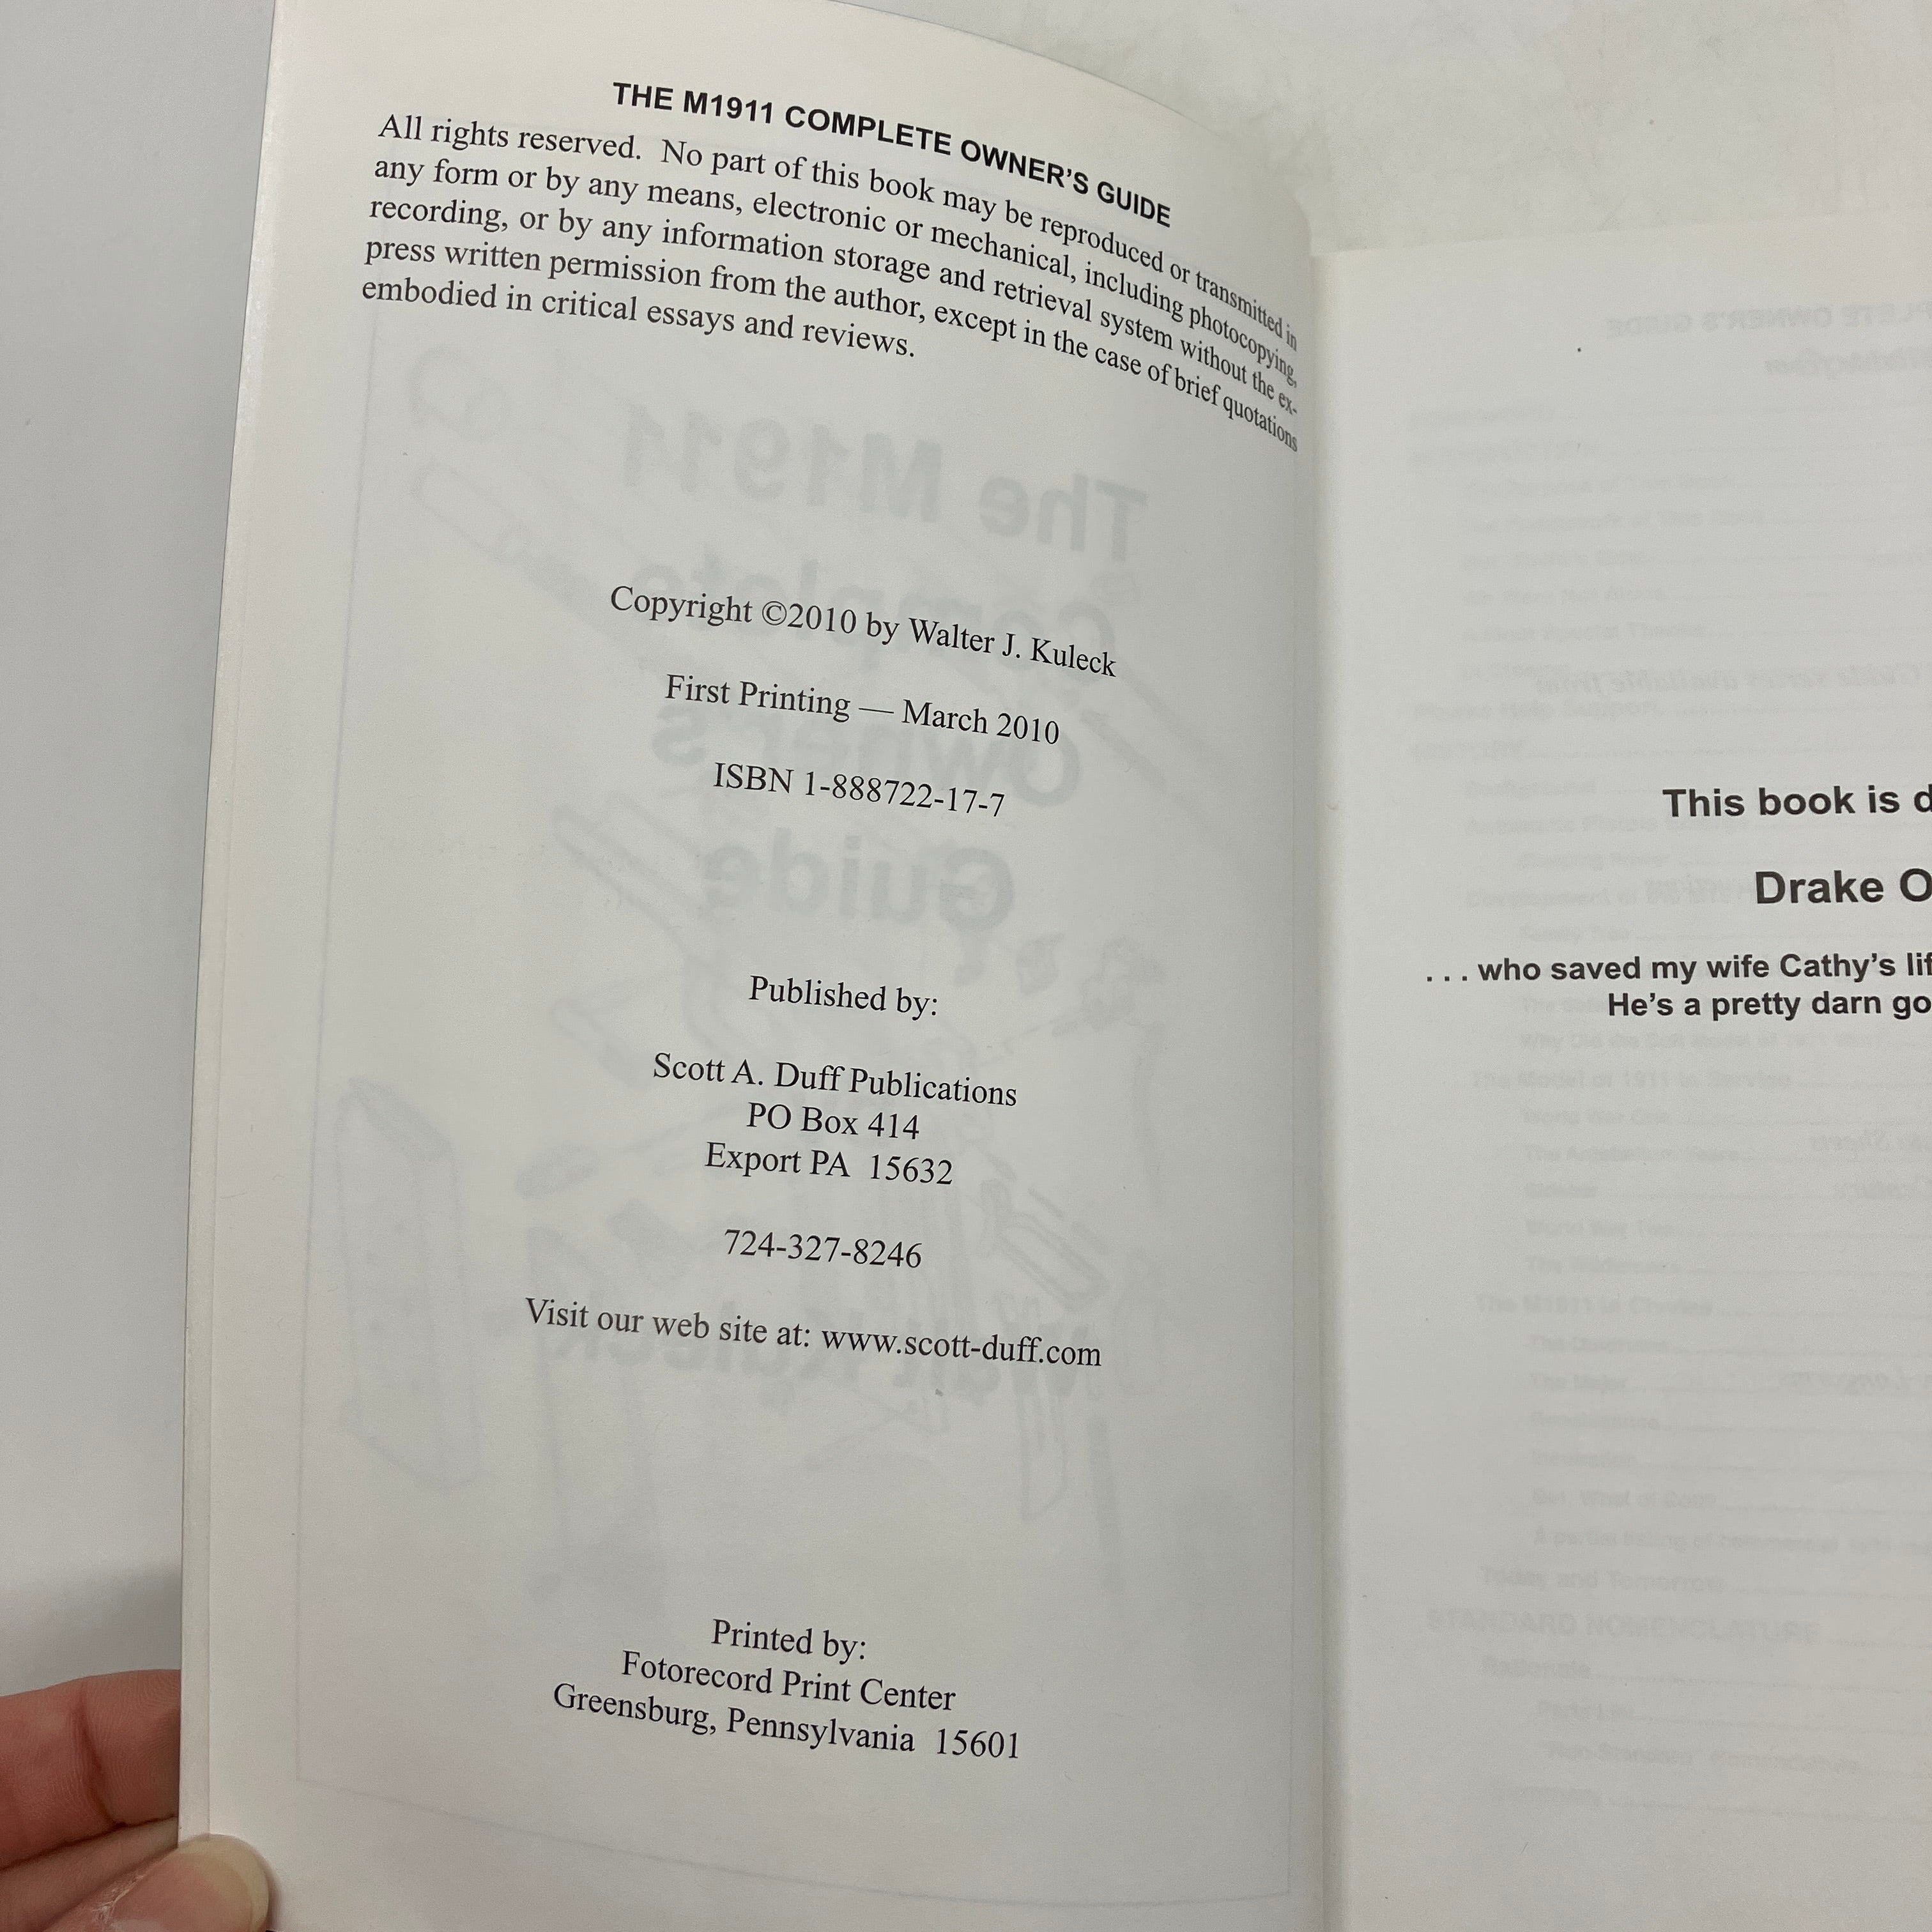 THE M1911 COMPLETE OWNER'S GUIDE
All rights reserved. No part of this book may be reproduced or transmitted in
any form or by any means, electronic or mechanical, including photocopying,
recording, or by any information storage and retrieval system without the ex-
press written permission from the author, except in the case of brief quotations
embodied in critical essays and reviews.
Copyright ©2010 by Walter J. Kuleck
First Printing — March 2010
ISBN 1-888722-17-7
Published by:
Scott A. Duff Publications
PO Box 414
Export PA 15632
724-327-8246
Visit our web site at: www.scott-duff.com
Printed by:
Fotorecord Print Center
Greensburg, Pennsylvania 15601
This book is
Drake
. . . who saved my wife Cathy's
He's a pretty darn